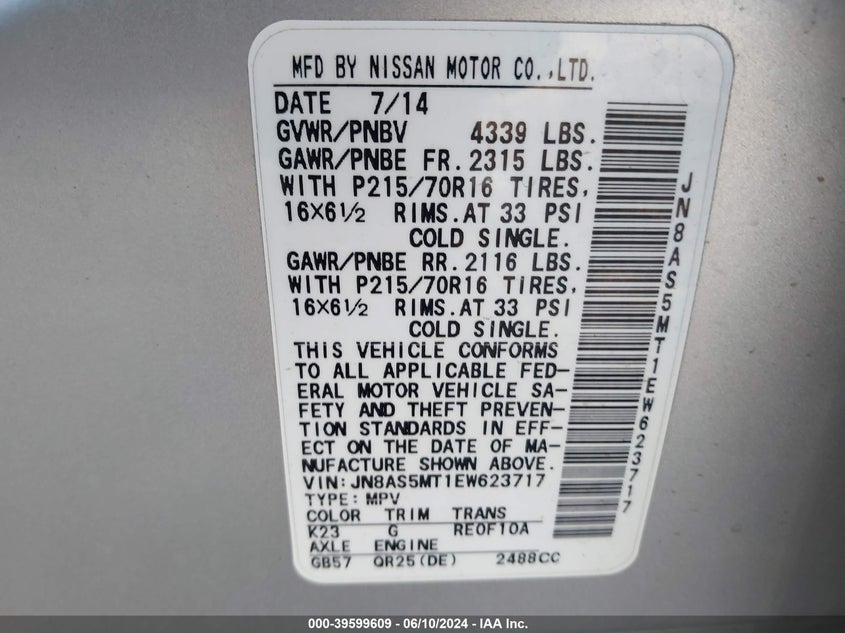 MFD BY NISSAN MOTOR CO.,LTD.
DATE 7/14
GVWR/PNBV 4339 LBS.
GAWR/PNBE FR. 2315 LBS.
WITH P215/70R16 TIRES,
16X6½ RIMS. AT 33 PSI
COLD SINGLE.
GAWR/PNBE RR. 2116 LBS.
WITH P215/70R16 TIRES,
16X6½ RIMS. AT 33 PSI
COLD SINGLE.
THIS VEHICLE CONFORMS
TO ALL APPLICABLE FED-
ERAL MOTOR VEHICLE SA-
FETY AND THEFT PREVEN-
TION STANDARDS IN EFF-
ECT ON THE DATE OF MA-
NUFACTURE SHOWN ABOVE.
VIN: JN8AS5MT1EW623717
TYPE: MPV
COLOR TRIM TRANS
K23 G RE0F10A
AXLE ENGINE
GB57 QR25(DE) 2488CC
JN8AS5MT1EW623717
000-39599609 - 06/10/2024 - IAA Inc.